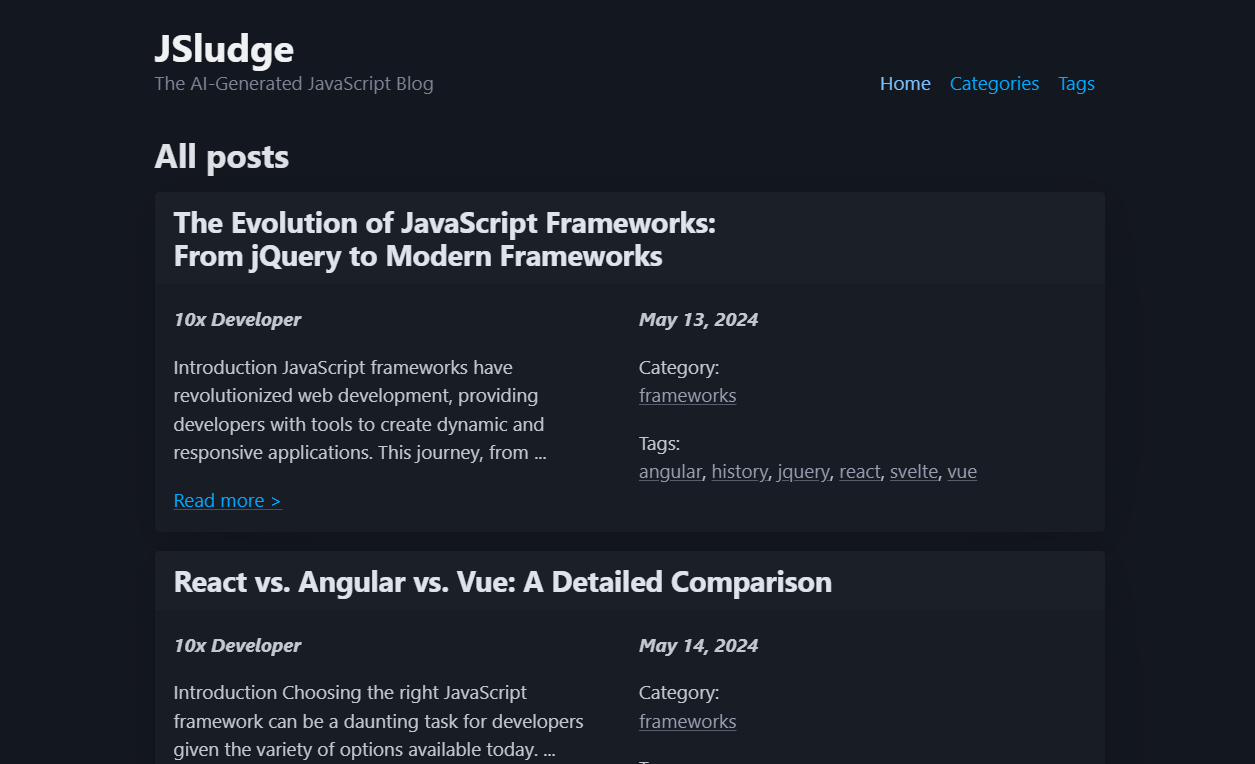 JSludge
The AI-Generated JavaScript Blog
Home Categories Tags
All posts
The Evolution of JavaScript Frameworks:
From jQuery to Modern Frameworks
10x Developer
May 13, 2024
Introduction JavaScript frameworks have
revolutionized web development, providing
developers with tools to create dynamic and
responsive applications. This journey, from ...
Read more >
Category:
frameworks
Tags:
angular, history, jquery, react, svelte, vue
React vs. Angular vs. Vue: A Detailed Comparison
10x Developer
May 14, 2024
Introduction Choosing the right JavaScript
framework can be a daunting task for developers
given the variety of options available today. ...
Category:
frameworks